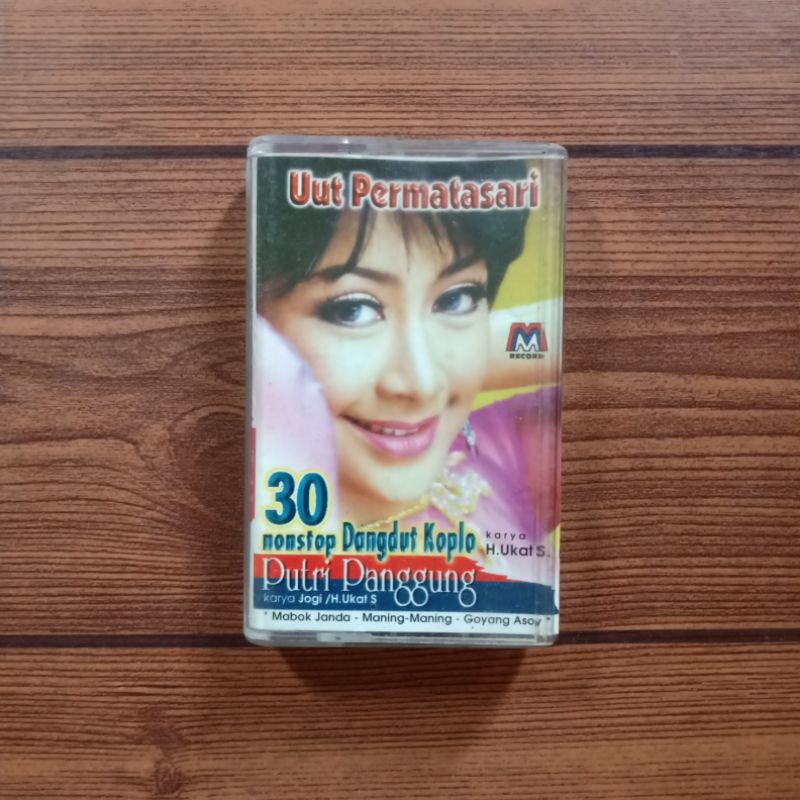 Uut Permatasari
M
RECORD
30
nonstop Dangdut Koplo
karya
H.Ukat S.
Putri Panggung
karya Jogi /H.Ukat S
" Mabok Janda - Maning-Maning - Goyang Asoy "